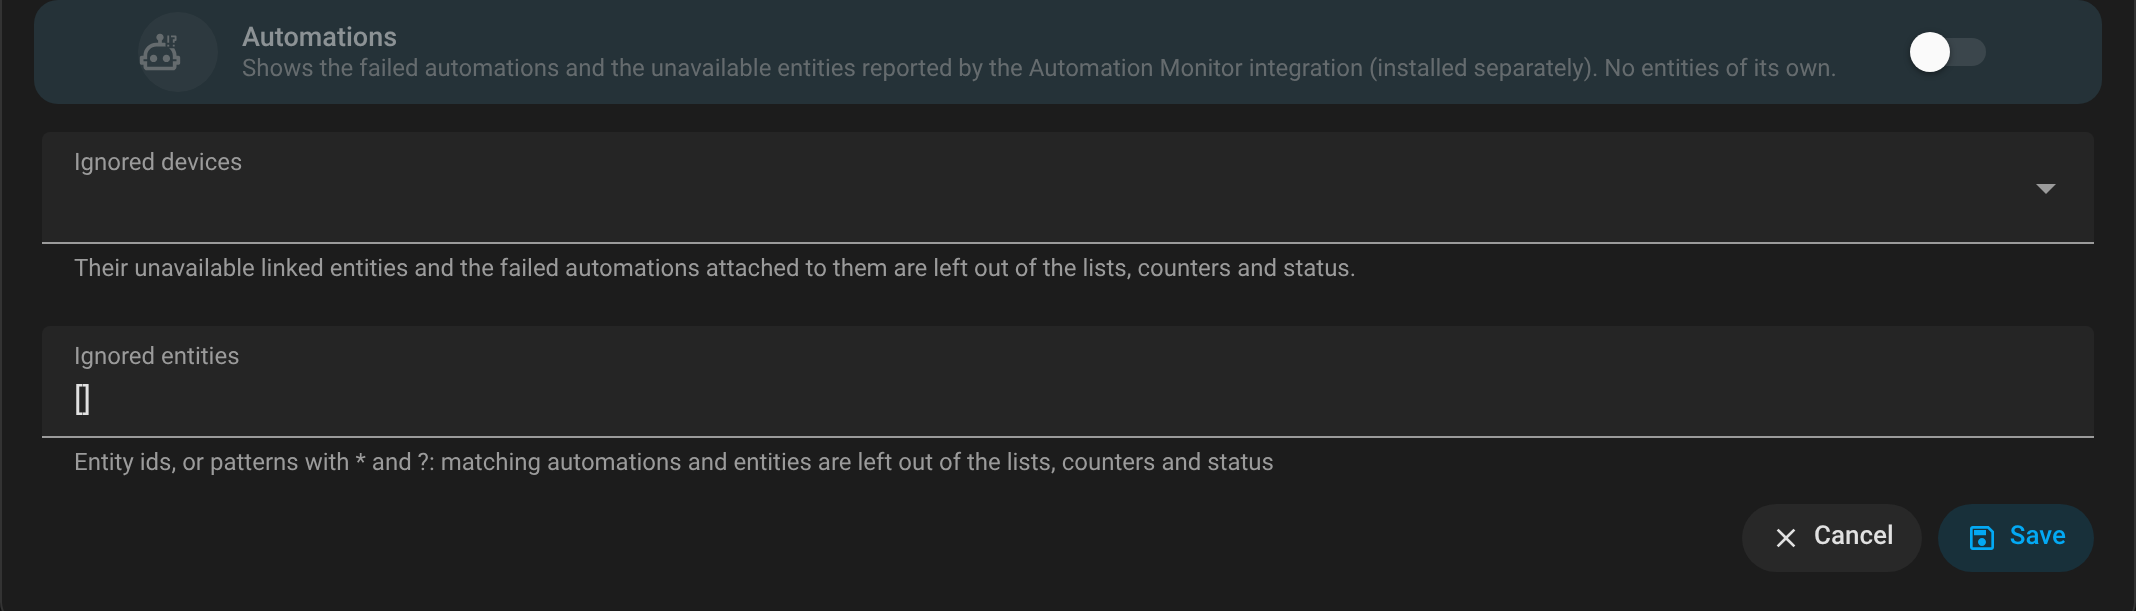 Automations
Shows the failed automations and the unavailable entities reported by the Automation Monitor integration (installed separately). No entities of its own.
Ignored devices
Their unavailable linked entities and the failed automations attached to them are left out of the lists, counters and status.
Ignored entities
[]
Entity ids, or patterns with * and ?: matching automations and entities are left out of the lists, counters and status
Cancel
Save